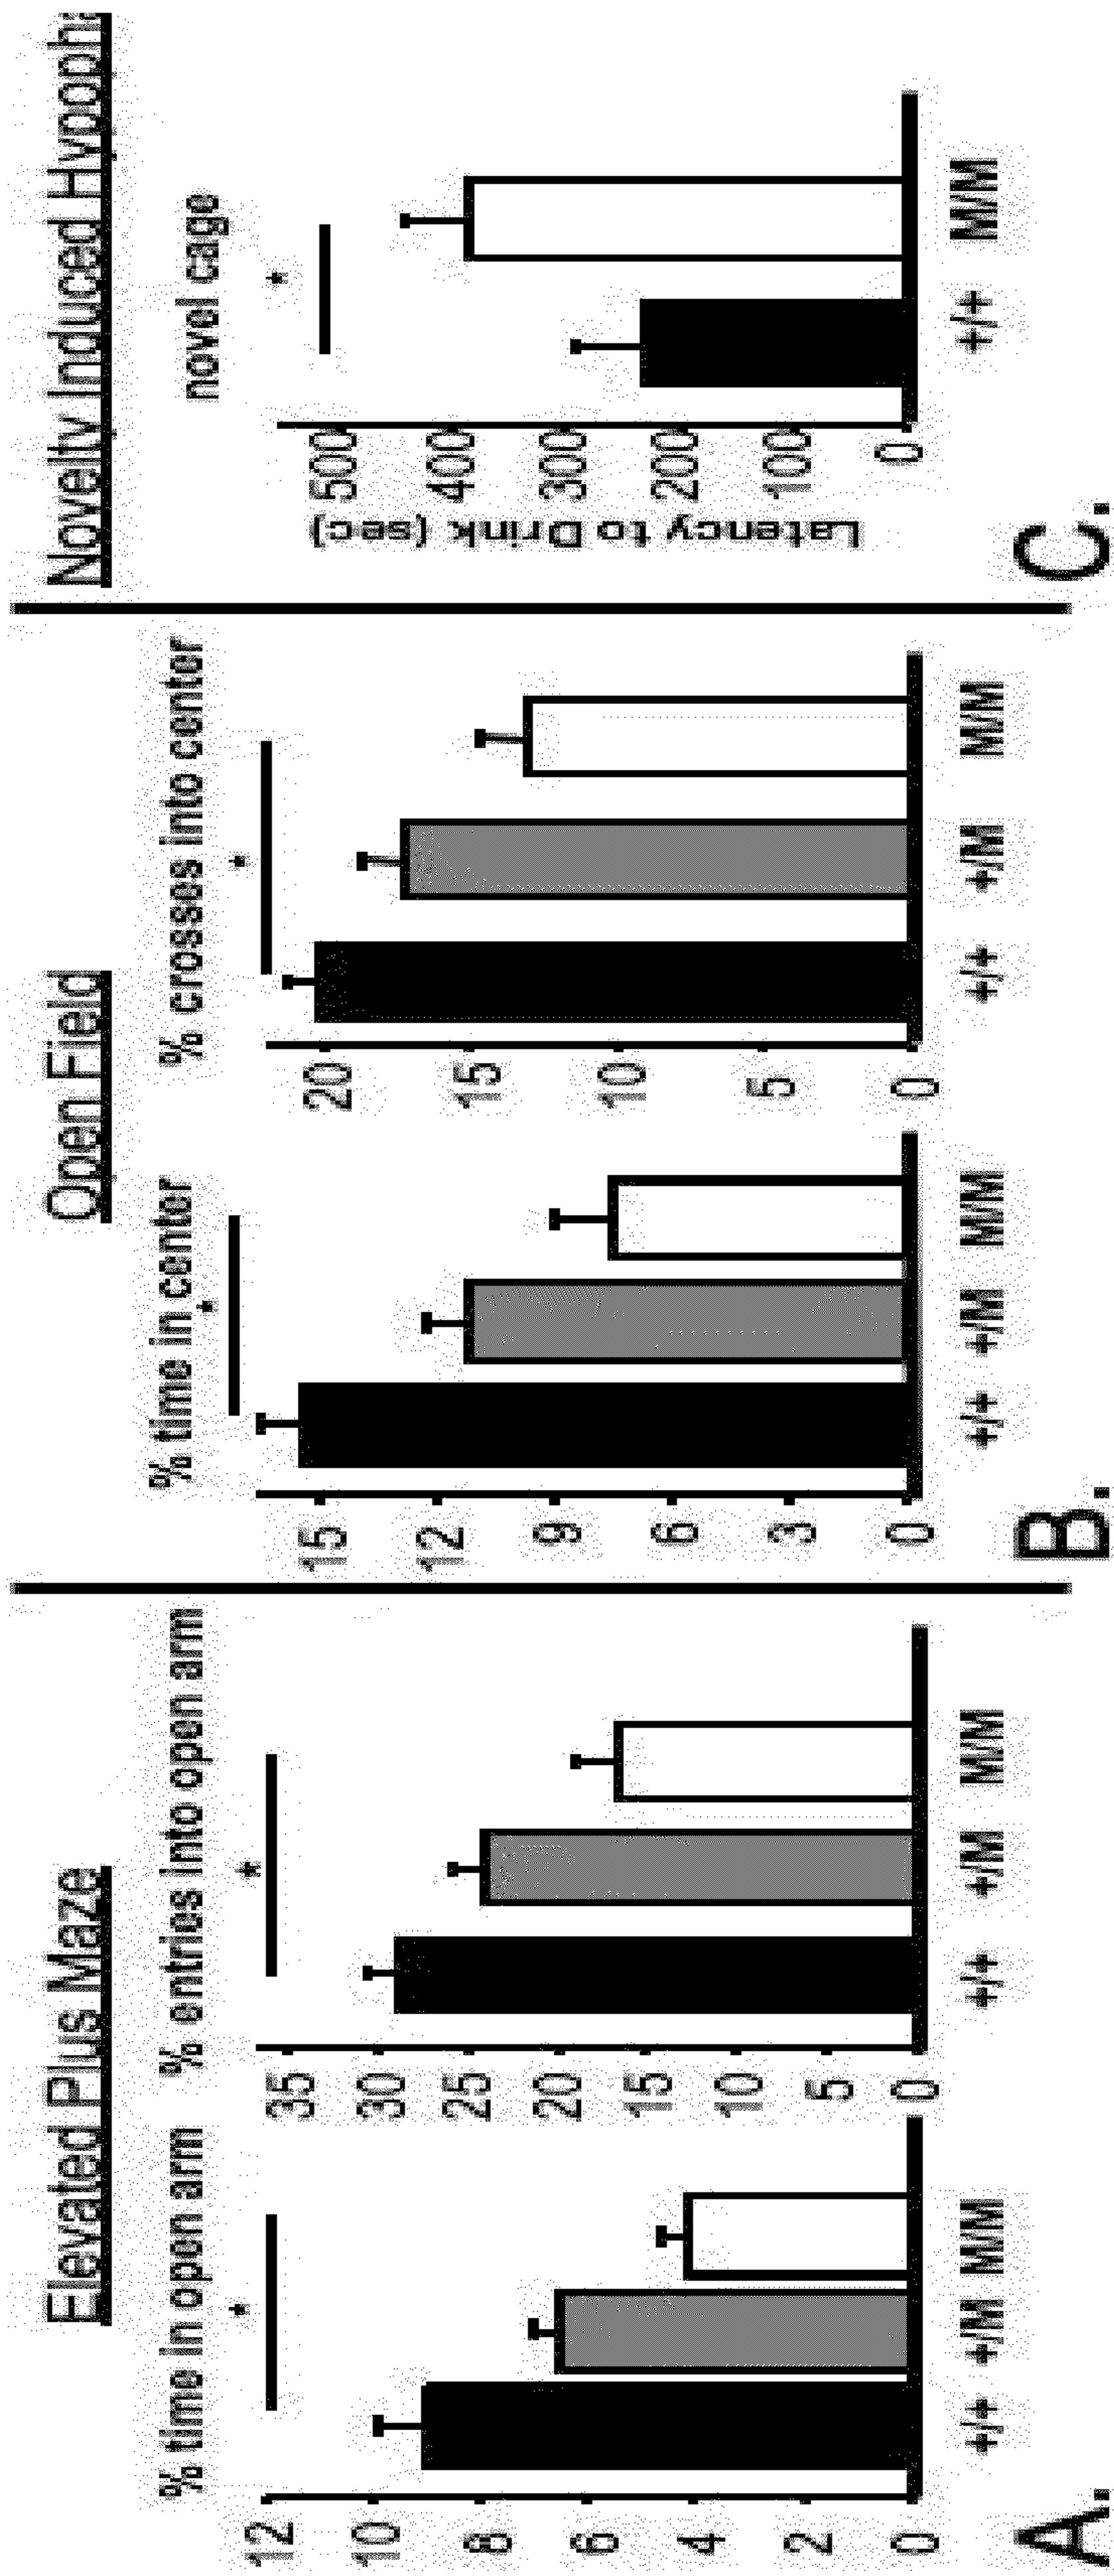 Elevated Plus Maze
% time in open arm
12
10
8
6
4
2
0
+/+ +/M M/M
% entries into open arm
35
30
25
20
15
10
5
0
+/+ +/M M/M
A.
Open Field
% time in center
15
12
9
6
3
0
+/+ +/M M/M
% crosses into center
20
15
10
5
0
+/+ +/M M/M
B.
Novelty Induced Hypoph
novel cage
Latency to Drink (sec)
500
400
300
2000
100
0
+/+ M/M
C.